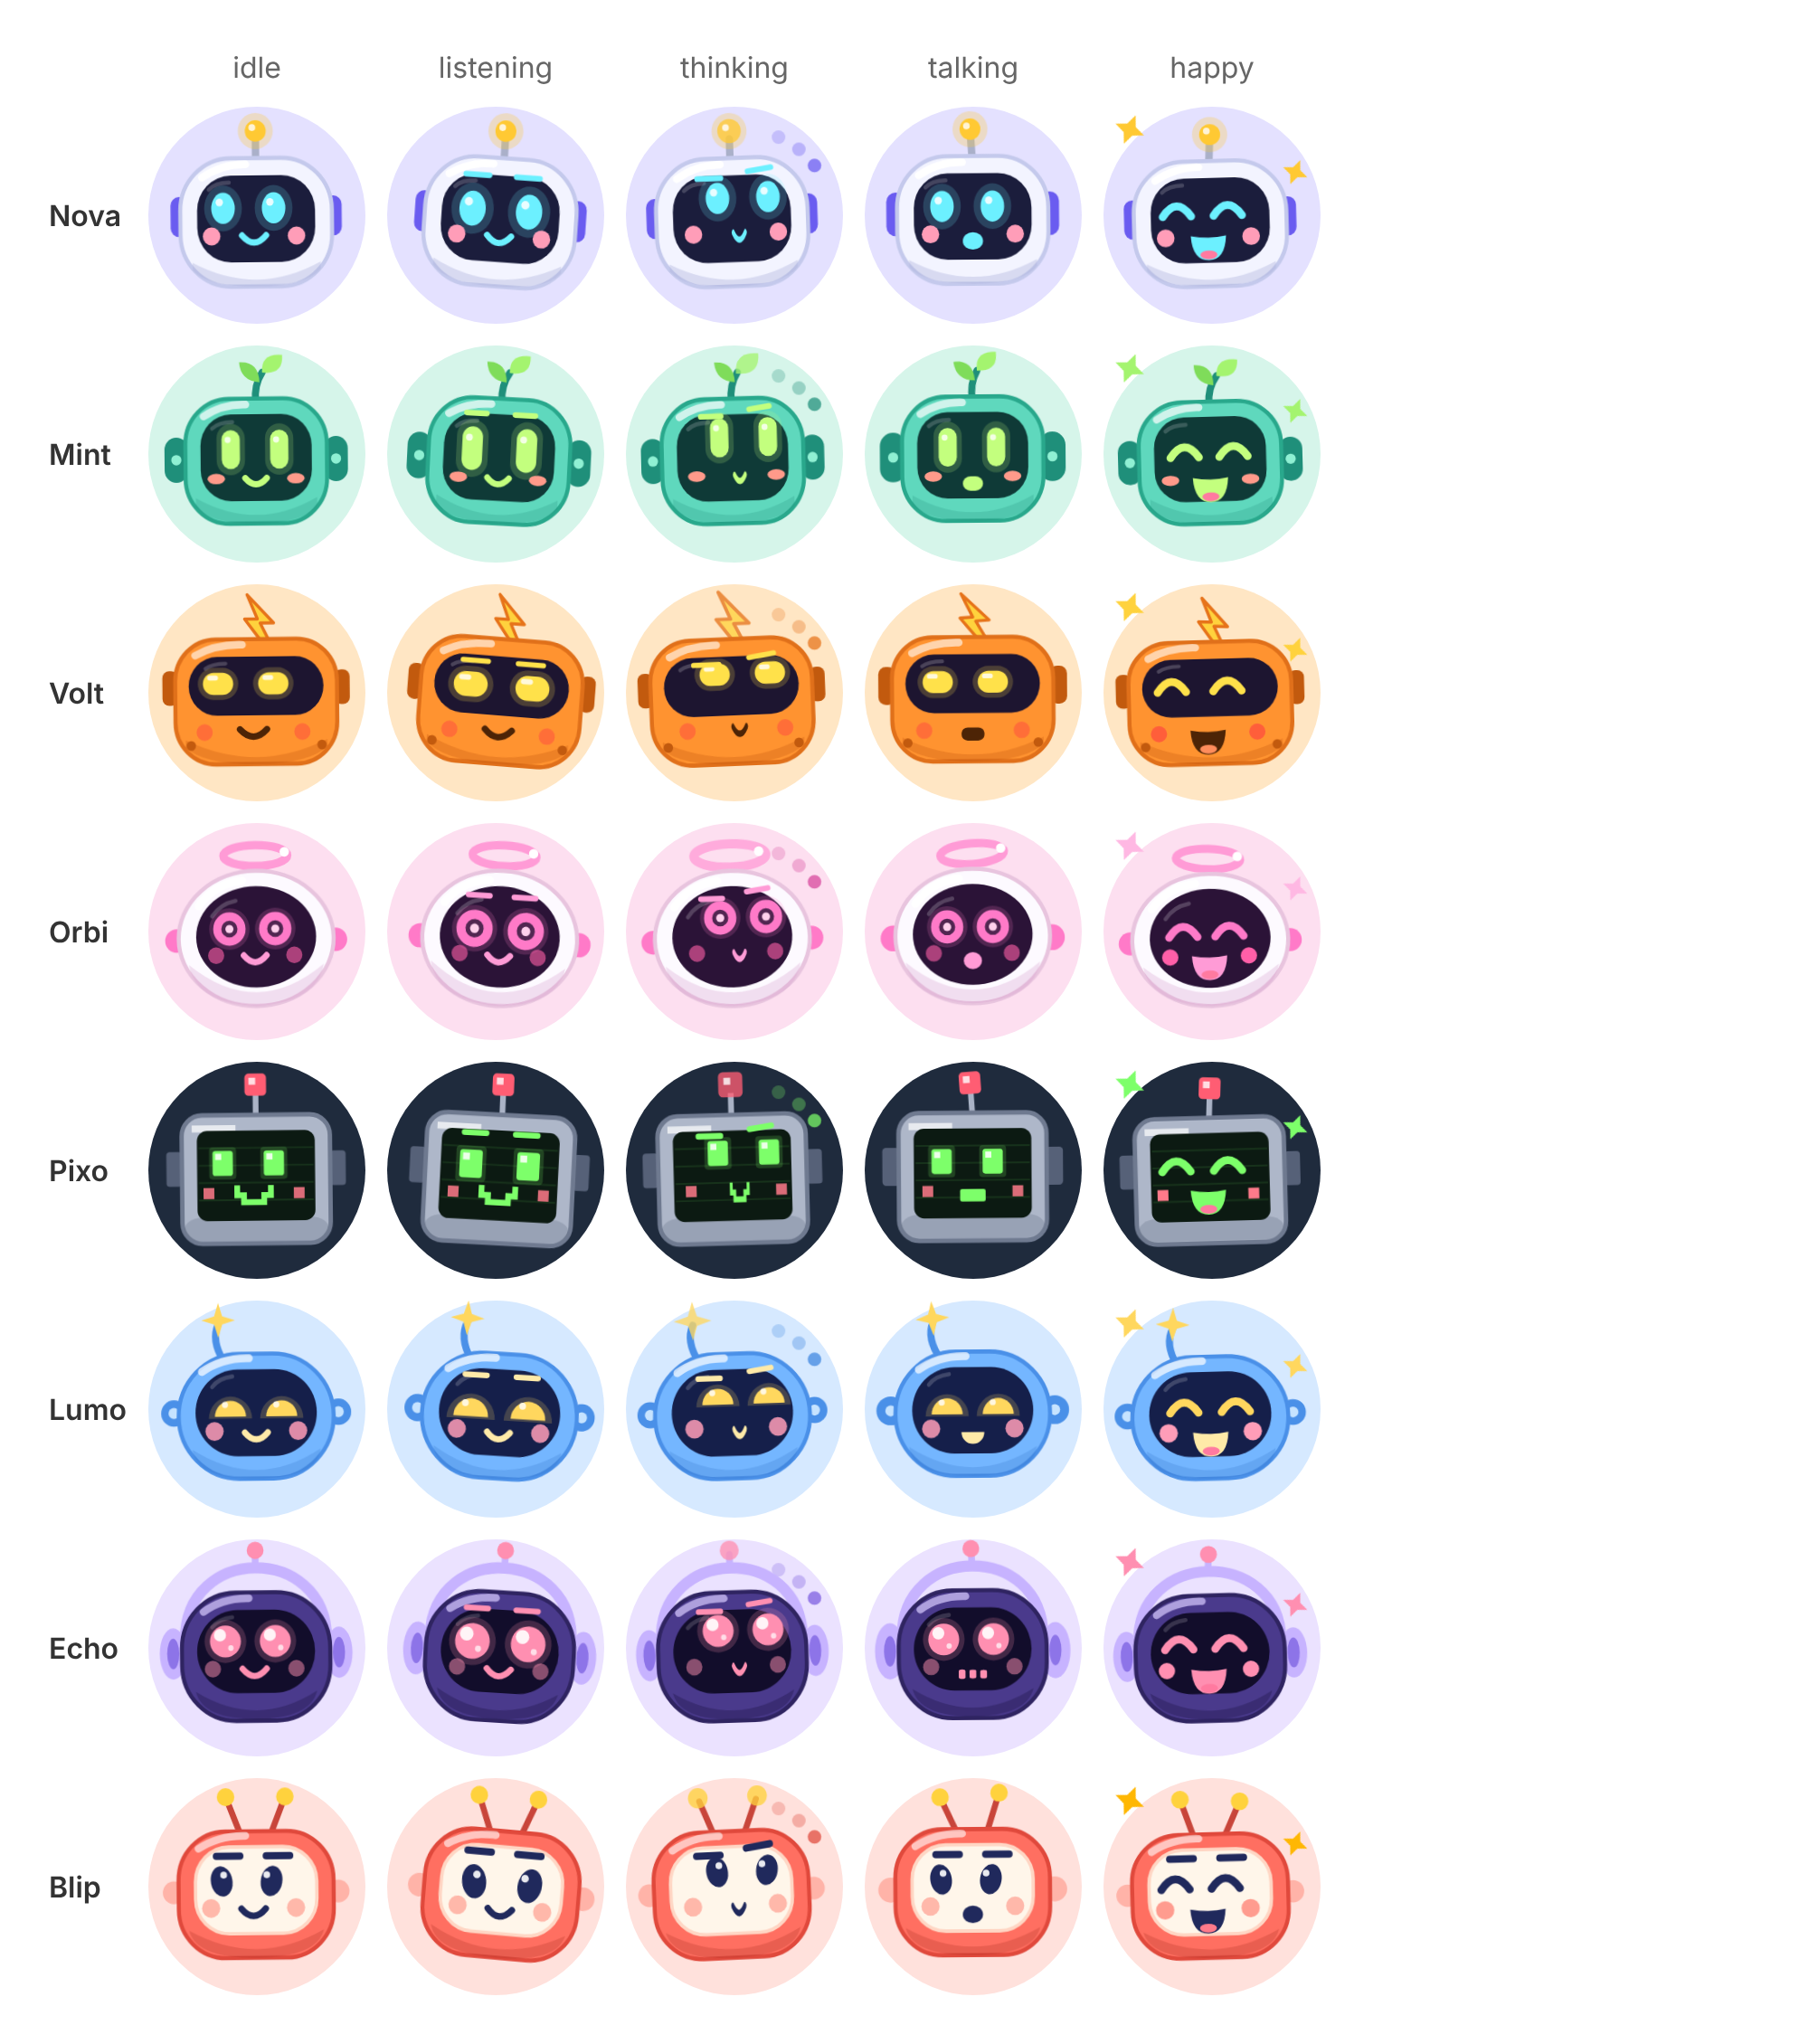 idle listening thinking talking happy
Nova
Mint
Volt
Orbi
Pixo
Lumo
Echo
Blip